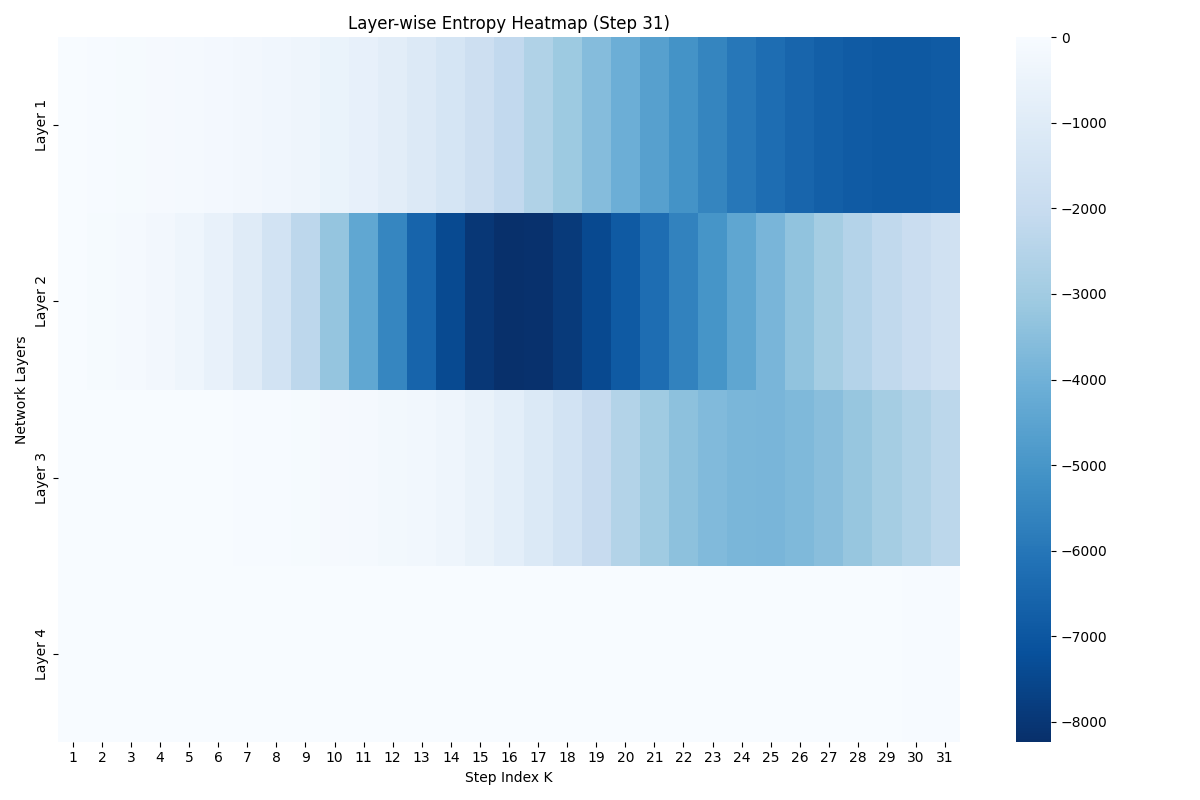 Layer-wise Entropy Heatmap (Step 31)
Network Layers
Layer 1
Layer 2
Layer 3
Layer 4
1 2 3 4 5 6 7 8 9 10 11 12 13 14 15 16 17 18 19 20 21 22 23 24 25 26 27 28 29 30 31
Step Index K
0
−1000
−2000
−3000
−4000
−5000
−6000
−7000
−8000